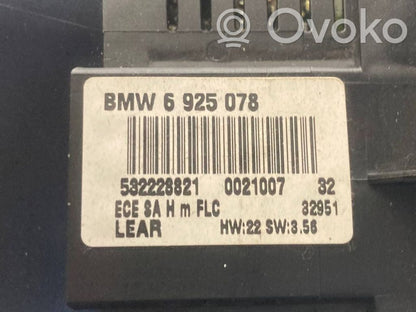 Ovoko
BMW 6 925 078
532228821 0021007 32
ECE SA H m FLC 32951
LEAR HW:22 SW:3.56